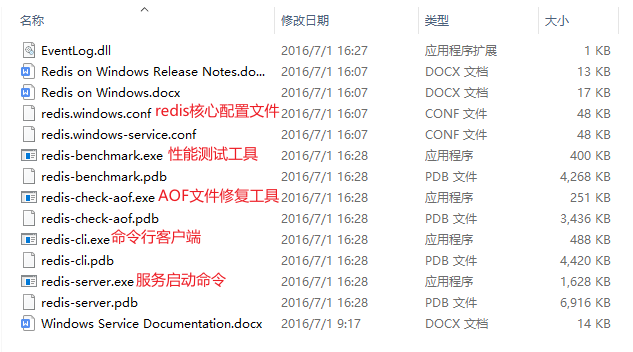 名称 修改日期 类型 大小
EventLog.dll 2016/7/1 16:27 应用程序扩展 1 KB
Redis on Windows Release Notes.do... 2016/7/1 16:07 DOCX 文档 13 KB
Redis on Windows.docx 2016/7/1 16:07 DOCX 文档 17 KB
redis.windows.conf redis核心配置文件 2016/7/1 16:07 CONF 文件 48 KB
redis.windows-service.conf 2016/7/1 16:07 CONF 文件 48 KB
redis-benchmark.exe 性能测试工具 2016/7/1 16:28 应用程序 400 KB
redis-benchmark.pdb 2016/7/1 16:28 PDB 文件 4,268 KB
redis-check-aof.exe AOF文件修复工具 2016/7/1 16:28 应用程序 251 KB
redis-check-aof.pdb 2016/7/1 16:28 PDB 文件 3,436 KB
redis-cli.exe 命令行客户端 2016/7/1 16:28 应用程序 488 KB
redis-cli.pdb 2016/7/1 16:28 PDB 文件 4,420 KB
redis-server.exe 服务启动命令 2016/7/1 16:28 应用程序 1,628 KB
redis-server.pdb 2016/7/1 16:28 PDB 文件 6,916 KB
Windows Service Documentation.docx 2016/7/1 9:17 DOCX 文档 14 KB